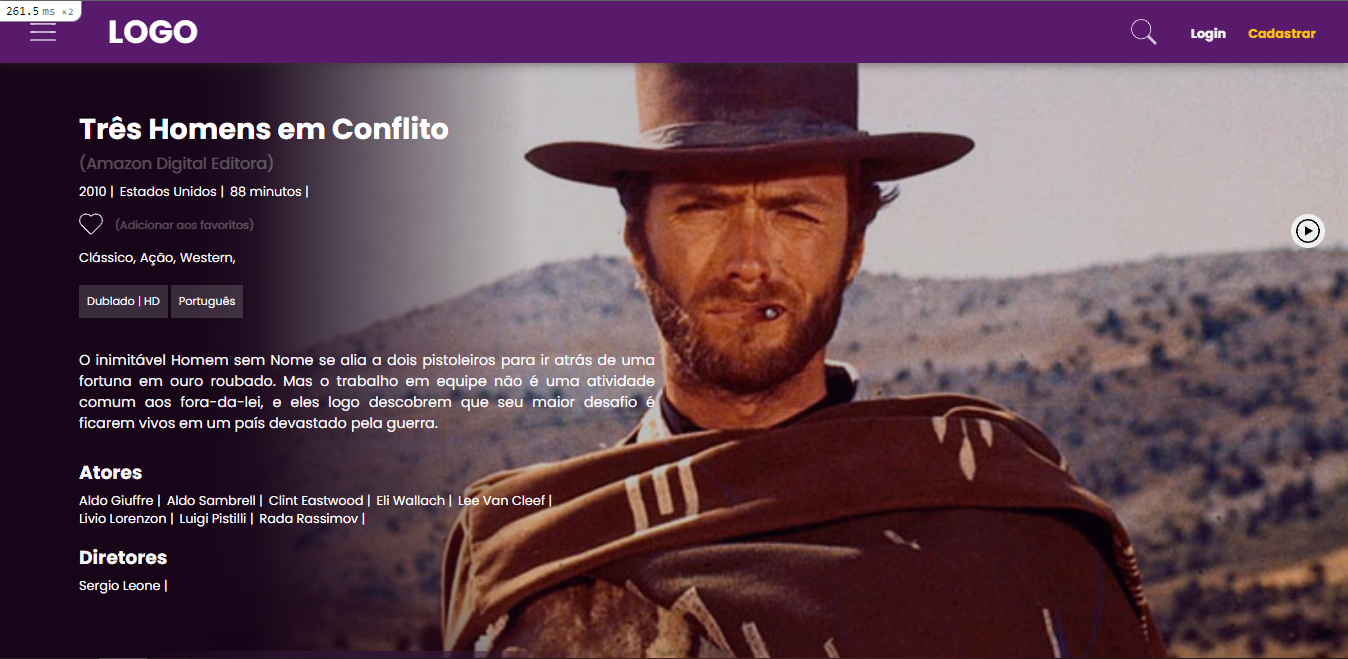 261.5 ms ×2
LOGO
Login Cadastrar
Três Homens em Conflito
(Amazon Digital Editora)
2010 | Estados Unidos | 88 minutos |
(Adicionar aos favoritos)
Clássico, Ação, Western,
Dublado | HD Português
O inimitável Homem sem Nome se alia a dois pistoleiros para ir atrás de uma
fortuna em ouro roubado. Mas o trabalho em equipe não é uma atividade
comum aos fora-da-lei, e eles logo descobrem que seu maior desafio é
ficarem vivos em um país devastado pela guerra.
Atores
Aldo Giuffre | Aldo Sambrell | Clint Eastwood | Eli Wallach | Lee Van Cleef |
Livio Lorenzon | Luigi Pistilli | Rada Rassimov |
Diretores
Sergio Leone |